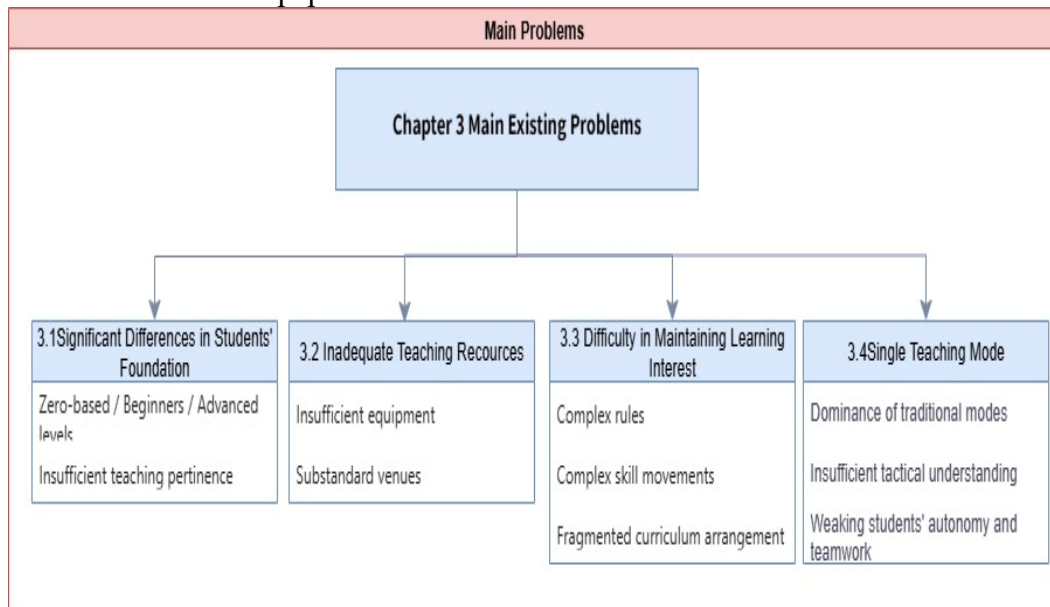 Main Problems
Chapter 3 Main Existing Problems
3.1Significant Differences in Students'
Foundation
Zero-based / Beginners / Advanced
levels
Insufficient teaching pertinence
3.2 Inadequate Teaching Recources
Insufficient equipment
Substandard venues
3.3 Difficulty in Maintaining Learning
Interest
Complex rules
Complex skill movements
Fragmented curriculum arrangement
3.4Single Teaching Mode
Dominance of traditional modes
Insufficient tactical understanding
Weaking students' autonomy and
teamwork